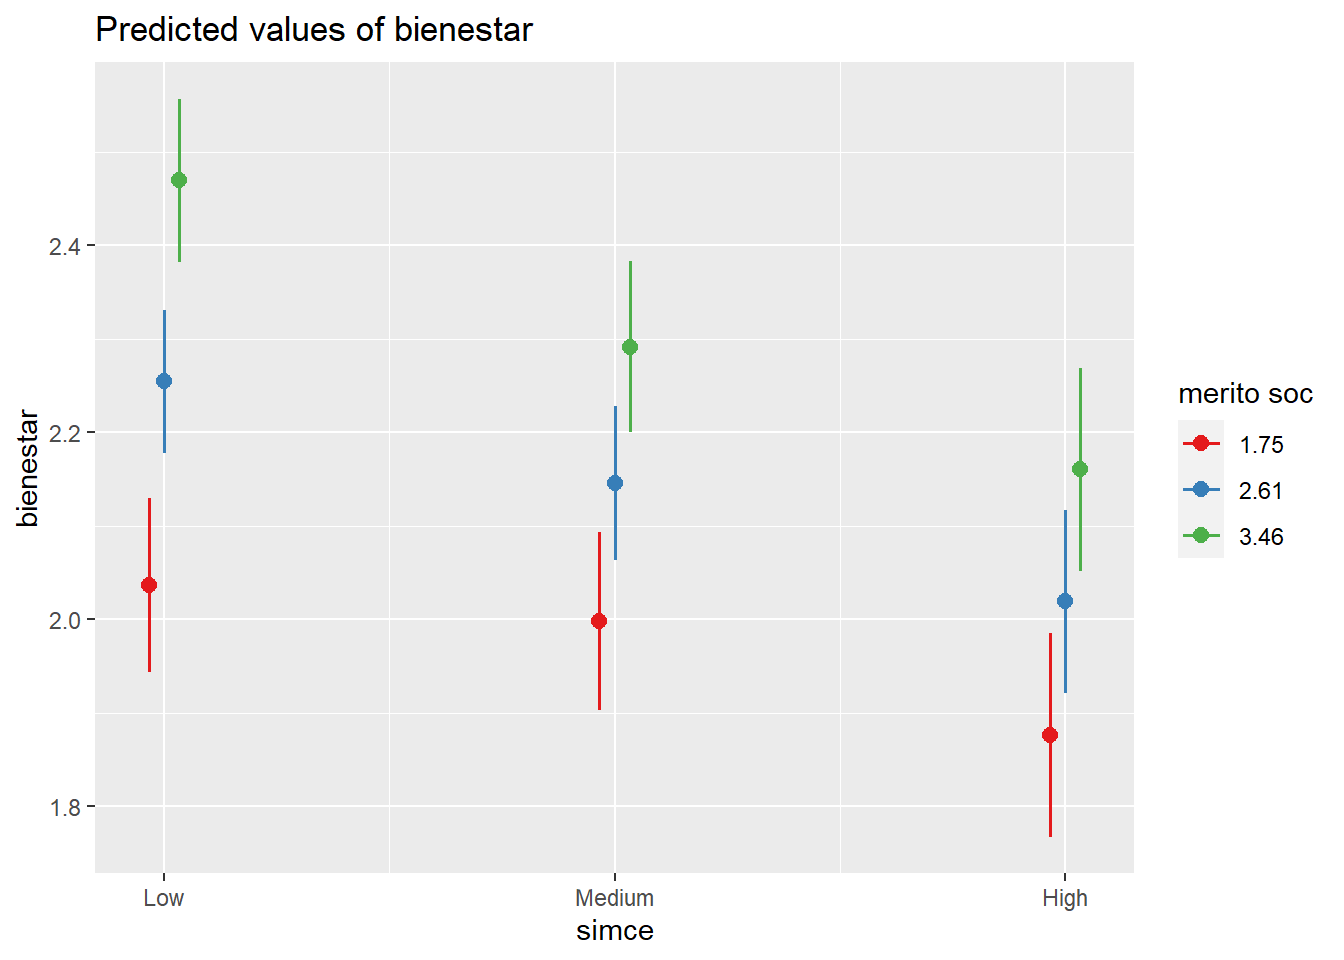 Predicted values of bienestar
bienestar
2.4
2.2
2.0
1.8
Low Medium High
simce
merito soc
1.75
2.61
3.46